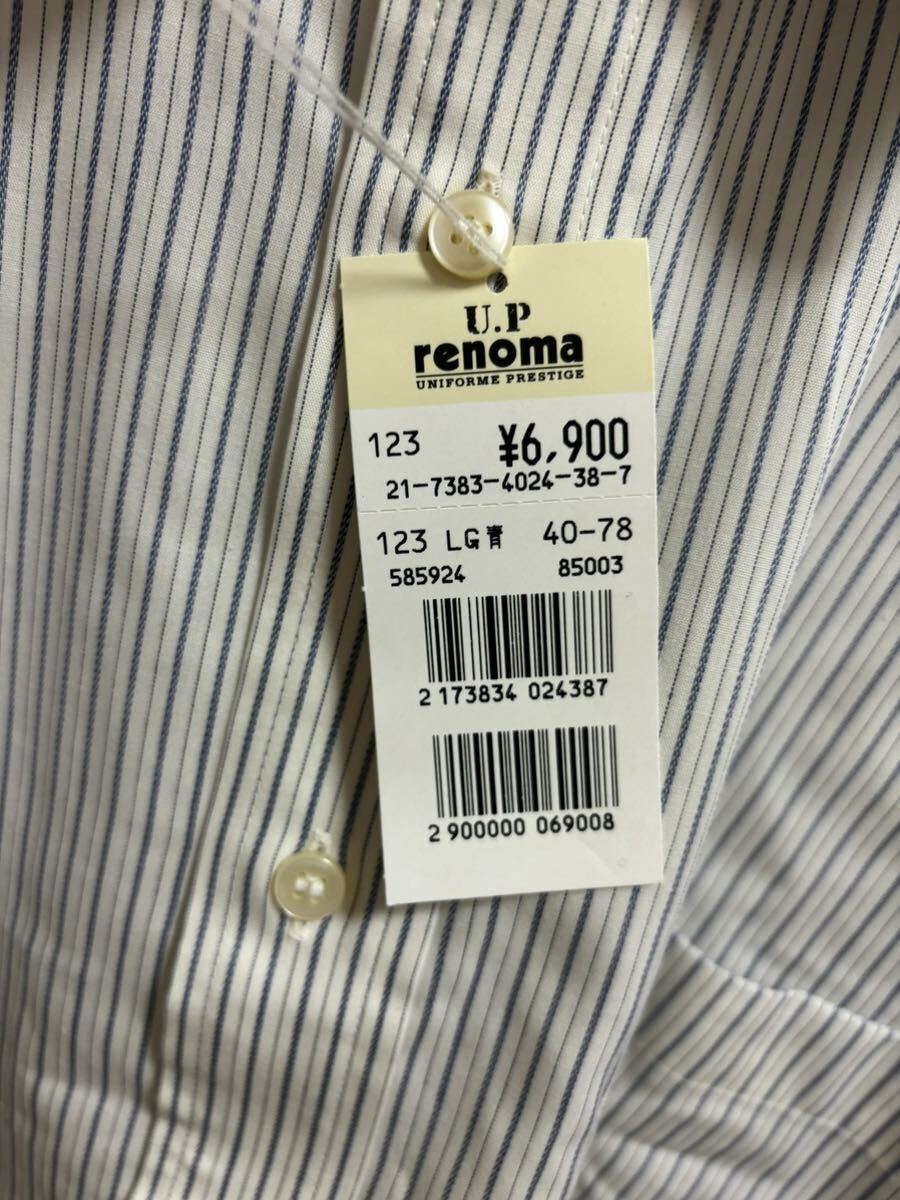 U.P
renoma
UNIFORME PRESTIGE
123 ¥6,900
21-7383-4024-38-7
123 LG青 40-78
585924 85003
2 173834 024387
2 900000 069008